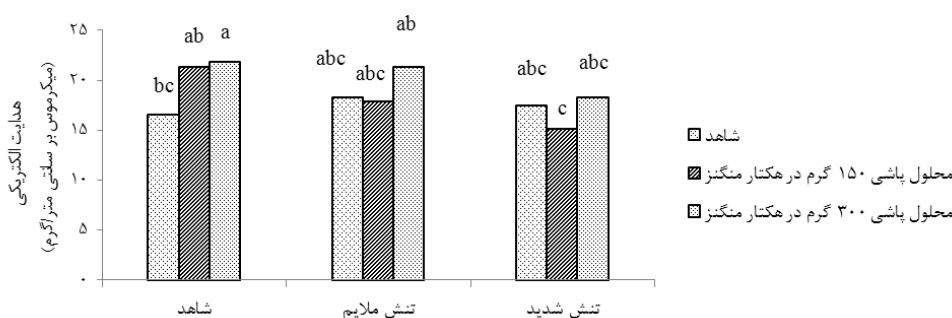 هدایت الکتریکی
(میکرموس بر سانتی متر/گرم)
۲۵
۲۰
۱۵
۱۰
۵
۰
bc
ab
a
abc
abc
ab
abc
c
abc
شاهد
تنش ملایم
تنش شدید
شاهد
محلول پاشی ۱۵۰ گرم در هکتار منگنز
محلول پاشی ۳۰۰ گرم در هکتار منگنز